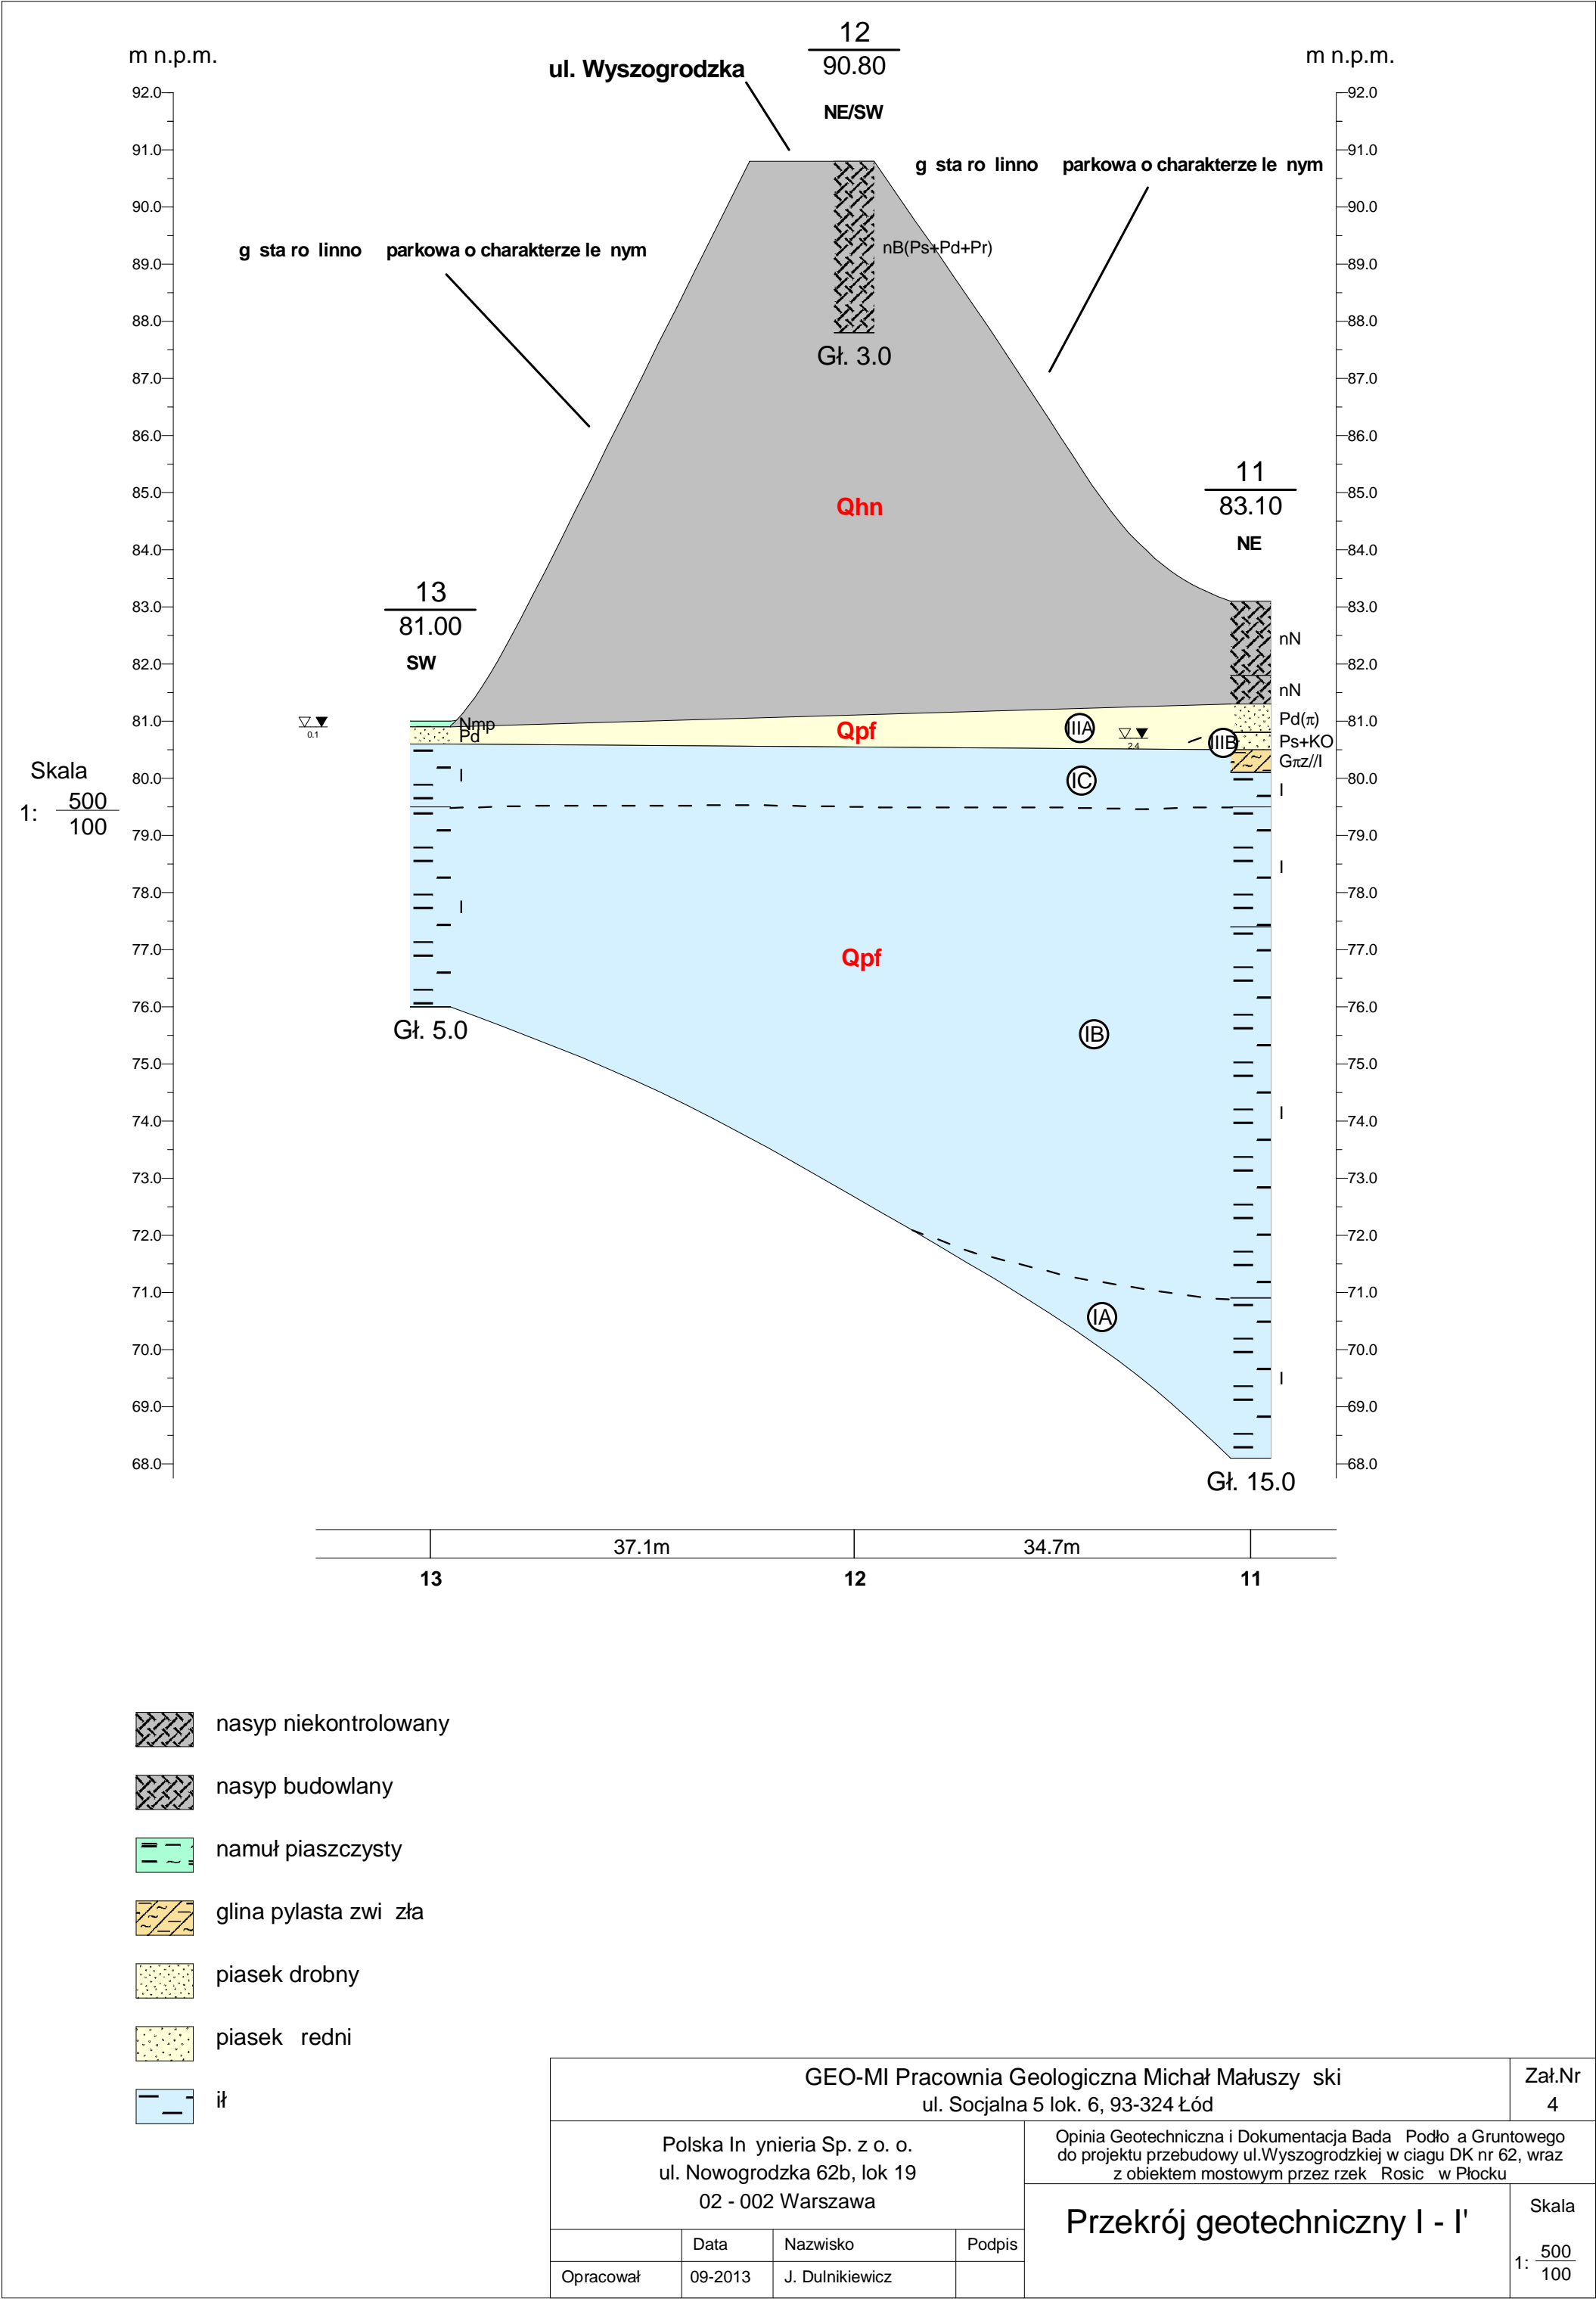 m n.p.m.
12
90.80
NE/SW
ul. Wyszogrodzka
m n.p.m.
92.0
91.0
90.0
89.0
88.0
87.0
86.0
85.0
84.0
83.0
82.0
81.0
80.0
79.0
78.0
77.0
76.0
75.0
74.0
73.0
72.0
71.0
70.0
69.0
68.0
92.0
91.0
90.0
89.0
88.0
87.0
86.0
85.0
84.0
83.0
82.0
81.0
80.0
79.0
78.0
77.0
76.0
75.0
74.0
73.0
72.0
71.0
70.0
69.0
68.0
g sta ro linno parkowa o charakterze le nym
g sta ro linno parkowa o charakterze le nym
nB(Ps+Pd+Pr)
Gł. 3.0
Qhn
11
83.10
NE
13
81.00
SW
nN
nN
Nmp
Pd
0.1
Qpf
IIIA
2.4
IIIB
Pd(π)
Ps+KO
Gπz//I
Skala
1: 500
100
I
IC
I
I
I
Qpf
IB
I
Gł. 5.0
IA
I
Gł. 15.0
37.1m
34.7m
13
12
11
nasyp niekontrolowany
nasyp budowlany
namuł piaszczysty
glina pylasta zwi zła
piasek drobny
piasek redni
ił
GEO-MI Pracownia Geologiczna Michał Małuszy ski
ul. Socjalna 5 lok. 6, 93-324 Łód
Zał.Nr
4
Polska In ynieria Sp. z o. o.
ul. Nowogrodzka 62b, lok 19
02 - 002 Warszawa
Opinia Geotechniczna i Dokumentacja Bada Podło a Gruntowego
do projektu przebudowy ul.Wyszogrodzkiej w ciagu DK nr 62, wraz
z obiektem mostowym przez rzek Rosic w Płocku
Przekrój geotechniczny I - I'
Skala
1: 500
100
Data
Nazwisko
Podpis
Opracował
09-2013
J. Dulnikiewicz